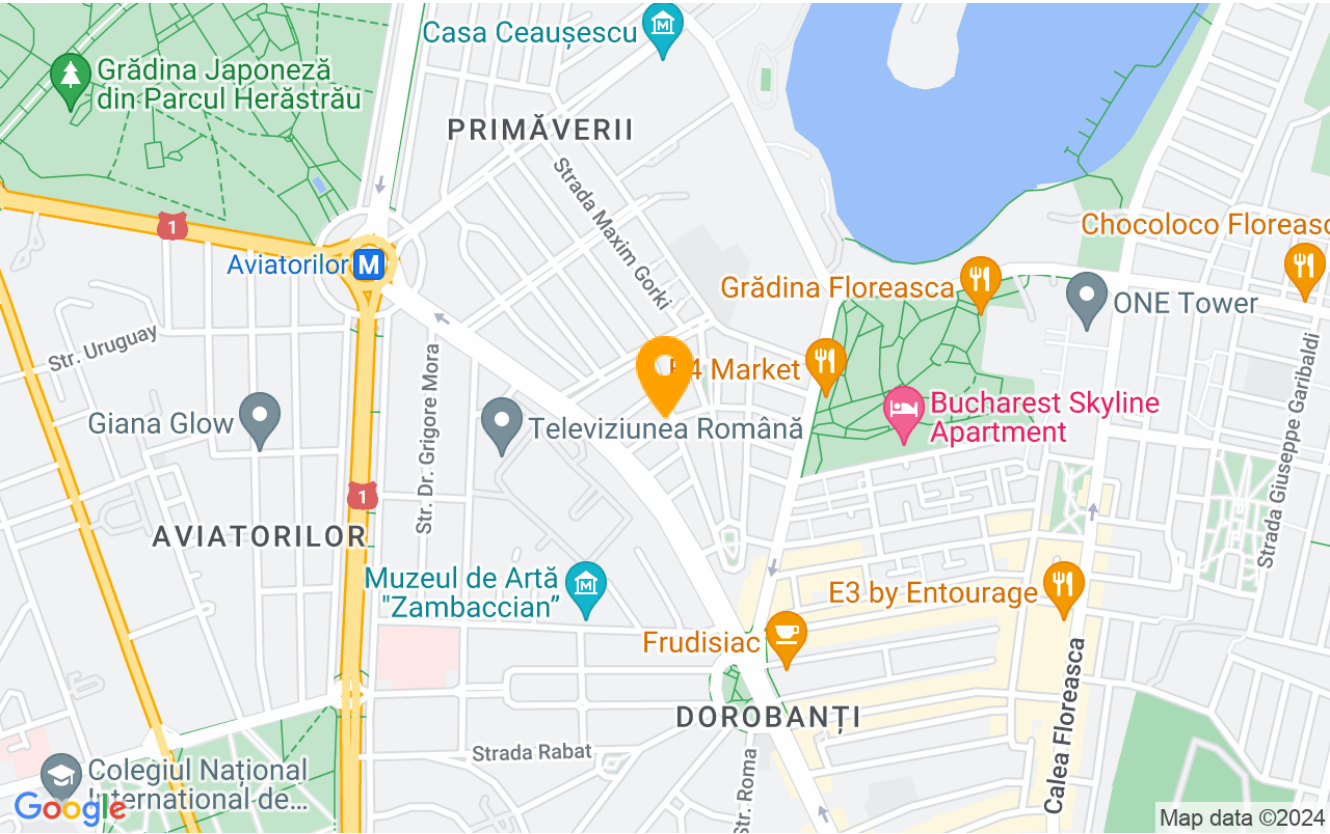 Casa Ceaușescu
Grădina Japoneză
din Parcul Herăstrău
PRIMĂVERII
Strada Maxim Gorki
1
Chocoloco Floreasc
Aviatorilor
M
Grădina Floreasca
ONE Tower
Str. Uruguay
Str. Dr. Grigore Mora
4 Market
Strada Giuseppe Garibaldi
Giana Glow
Televiziunea Română
Bucharest Skyline
Apartment
1
AVIATORILOR
Muzeul de Artă
"Zambaccian”
E3 by Entourage
Frudisiac
Calea Floreasca
DOROBANȚI
Strada Rabat
Str. Roma
Colegiul Național
International de...
Google
Map data ©2024